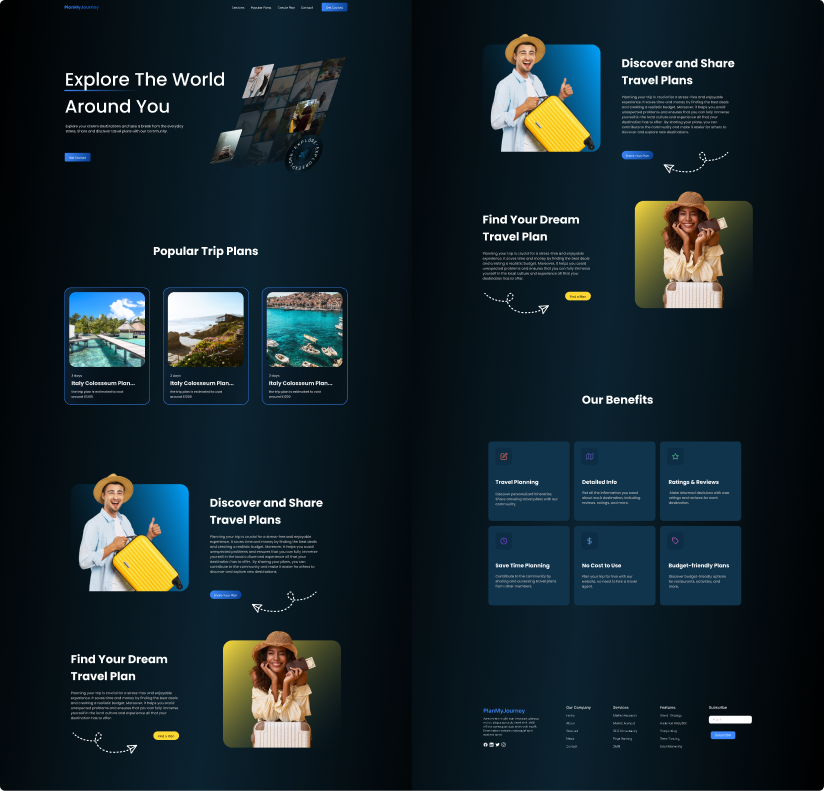 PlanMyJourney
Services Popular Plans Create Plan Contact Get Started
Explore The World
Around You
Explore your dream destinations and take a break from the everyday
stress. Share and discover travel plans with our community.
Get Started
Popular Trip Plans
3 days
Italy Colosseum Plan...
the trip plan is estimated to cost
around $1200
3 days
Italy Colosseum Plan...
the trip plan is estimated to cost
around $1200
3 days
Italy Colosseum Plan...
the trip plan is estimated to cost
around $1200
Discover and Share
Travel Plans
Planning your trip is crucial for a stress-free and enjoyable
experience. It saves time and money by finding the best deals
and creating a realistic budget. Moreover, it helps you avoid
unexpected problems and ensures that you can fully immerse
yourself in the local culture and experience all that your
destination has to offer. By sharing your plans, you can
contribute to the community and make it easier for others to
discover and explore new destinations.
Share Your Plan
Find Your Dream
Travel Plan
Planning your trip is crucial for a stress-free and enjoyable
experience. It saves time and money by finding the best deals
and creating a realistic budget. Moreover, it helps you avoid
unexpected problems and ensures that you can fully immerse
yourself in the local culture and experience all that your
destination has to offer.
Find a Plan
Discover and Share
Travel Plans
Planning your trip is crucial for a stress-free and enjoyable
experience. It saves time and money by finding the best deals
and creating a realistic budget. Moreover, it helps you avoid
unexpected problems and ensures that you can fully immerse
yourself in the local culture and experience all that your
destination has to offer. By sharing your plans, you can
contribute to the community and make it easier for others to
discover and explore new destinations.
Share Your Plan
Find Your Dream
Travel Plan
Planning your trip is crucial for a stress-free and enjoyable
experience. It saves time and money by finding the best deals
and creating a realistic budget. Moreover, it helps you avoid
unexpected problems and ensures that you can fully immerse
yourself in the local culture and experience all that your
destination has to offer.
Find a Plan
Our Benefits
Travel Planning
Discover personalized itineraries.
Share amazing travel plans with our
community.
Detailed Info
Get all the information you need
about each destination, including
reviews, ratings, and more.
Ratings & Reviews
Make informed decisions with user
ratings and reviews for each
destination.
Save Time Planning
Contribute to the community by
sharing and accessing travel plans
from other members.
No Cost to Use
Plan your trip for free with our
website, no need to hire a travel
agent.
Budget-friendly Plans
Discover budget-friendly options
for restaurants, activities, and
more.
PlanMyJourney
Our Company
Services
Features
Subscribe
About
Contact
Subscribe